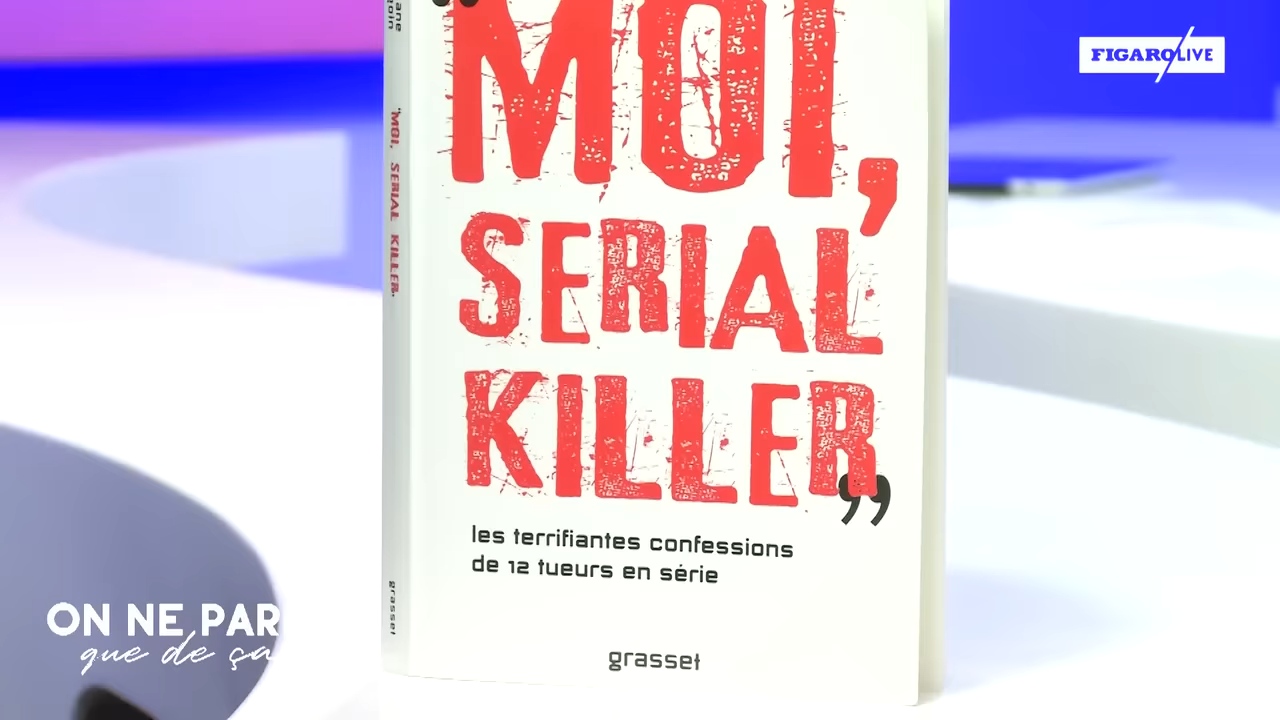 FIGARO LIVE
"MOI,
SERIAL
KILLER"
les terrifiantes confessions
de 12 tueurs en série
grasset
"MOI, SERIAL KILLER"
grasset
ON NE PAR
que de ça